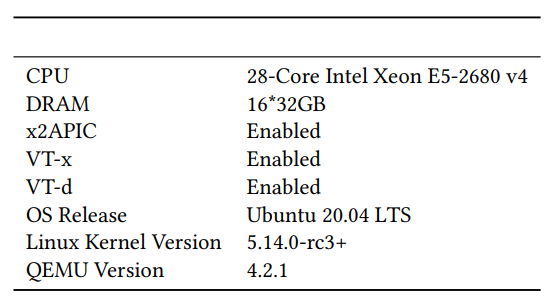 CPU 28-Core Intel Xeon E5-2680 v4
DRAM 16*32GB
x2APIC Enabled
VT-x Enabled
VT-d Enabled
OS Release Ubuntu 20.04 LTS
Linux Kernel Version 5.14.0-rc3+
QEMU Version 4.2.1